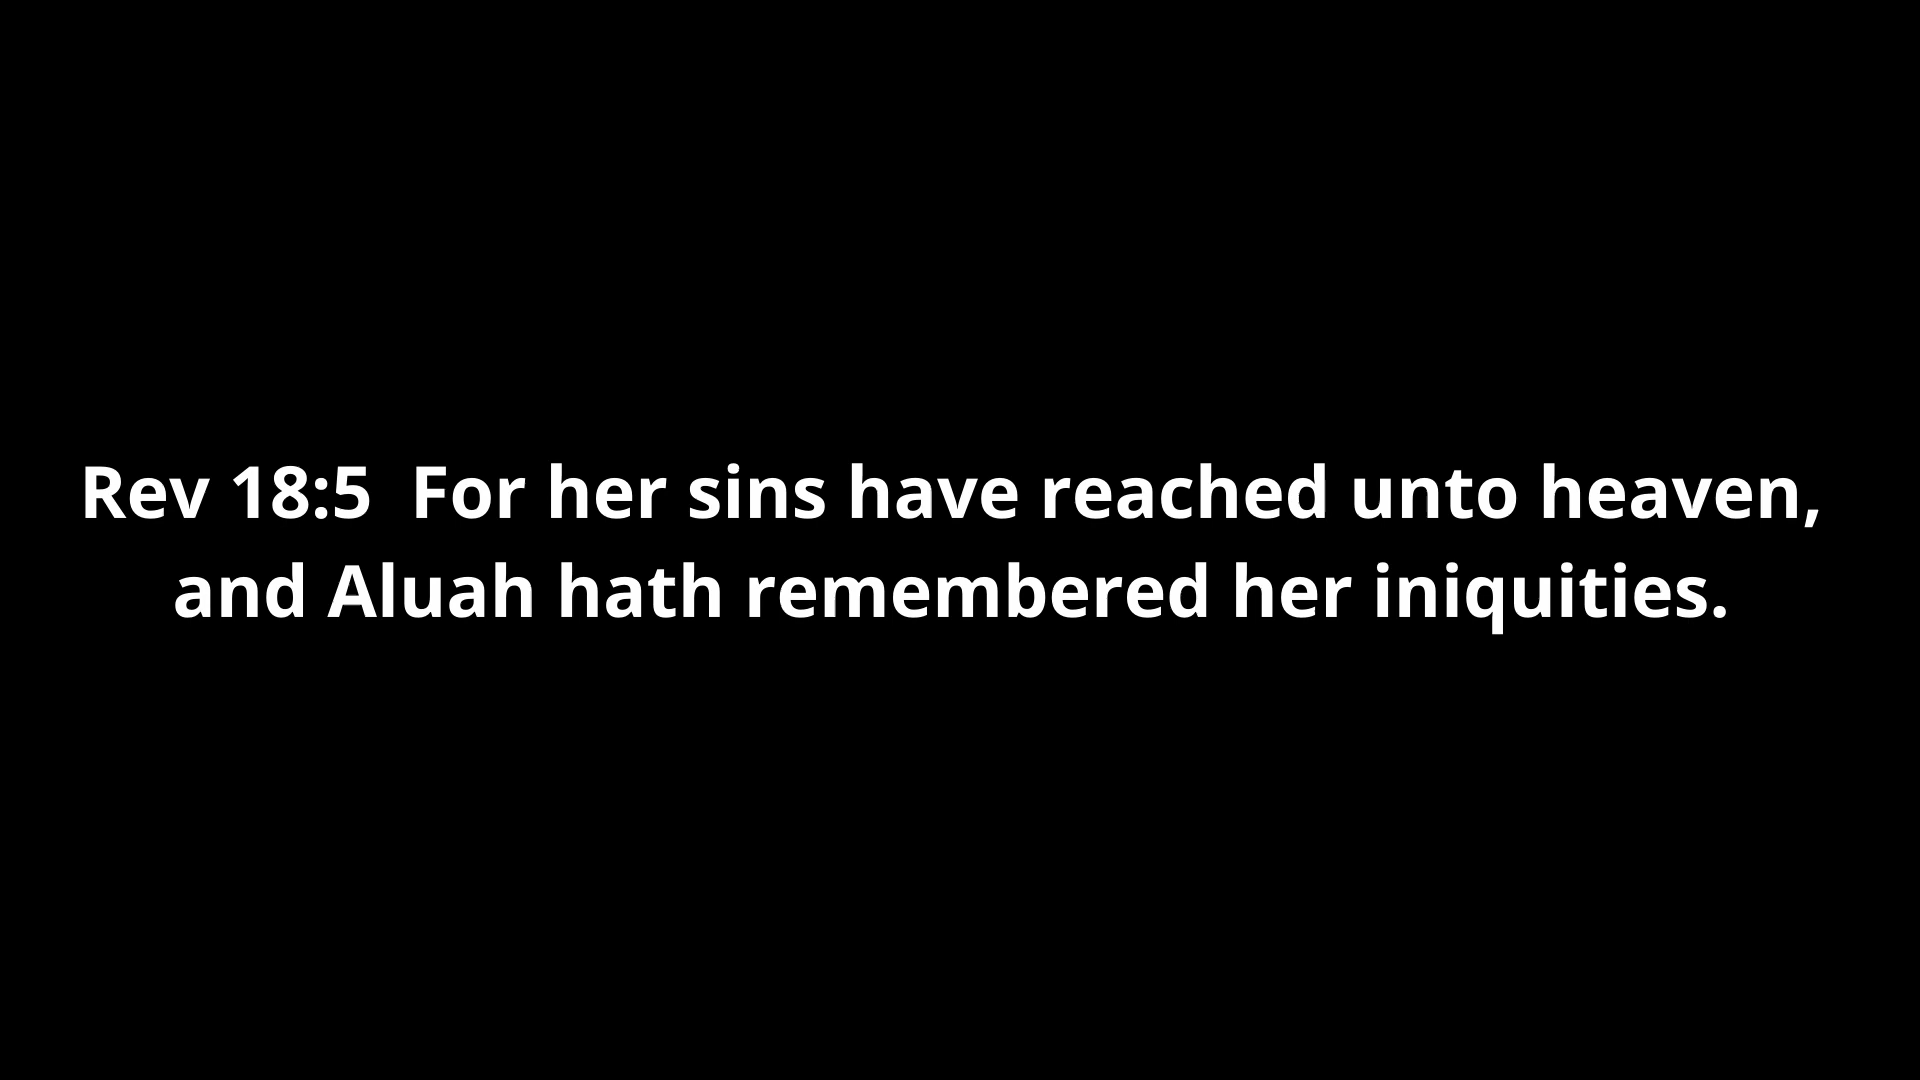 Rev 18:5  For her sins have reached unto heaven,
and Aluah hath remembered her iniquities.